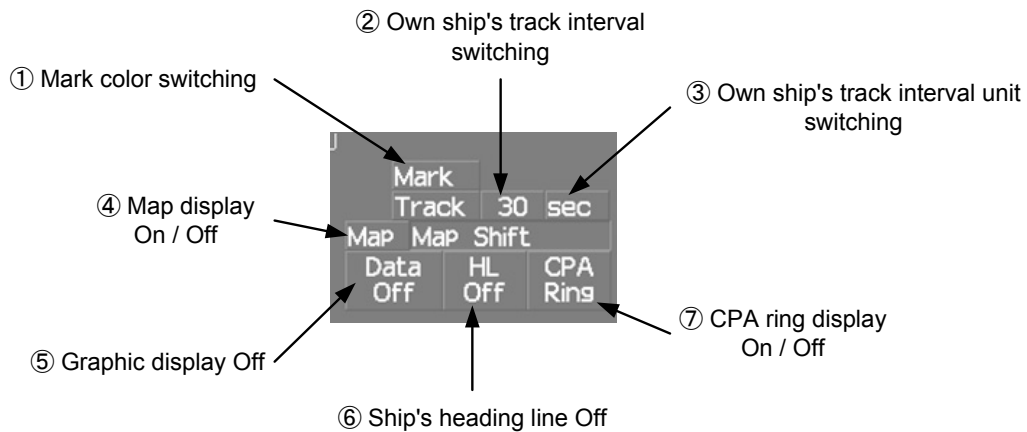 ② Own ship's track interval
switching
① Mark color switching
③ Own ship's track interval unit
switching
Mark
Track 30 sec
④ Map display
On / Off
Map Map Shift
Data HL CPA
Off Off Ring
⑦ CPA ring display
On / Off
⑤ Graphic display Off
⑥ Ship's heading line Off